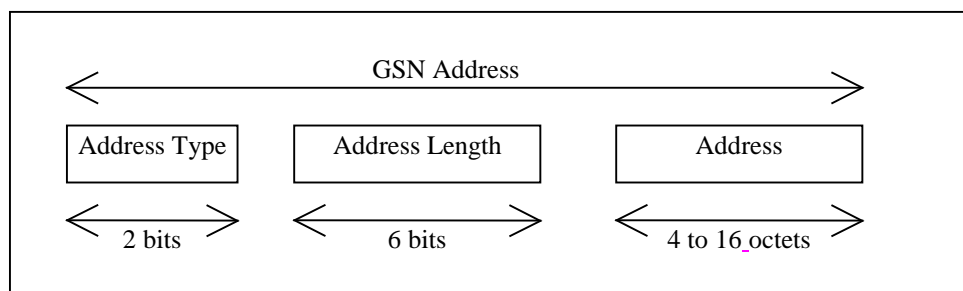 GSN Address
Address Type Address Length Address
2 bits 6 bits 4 to 16 octets